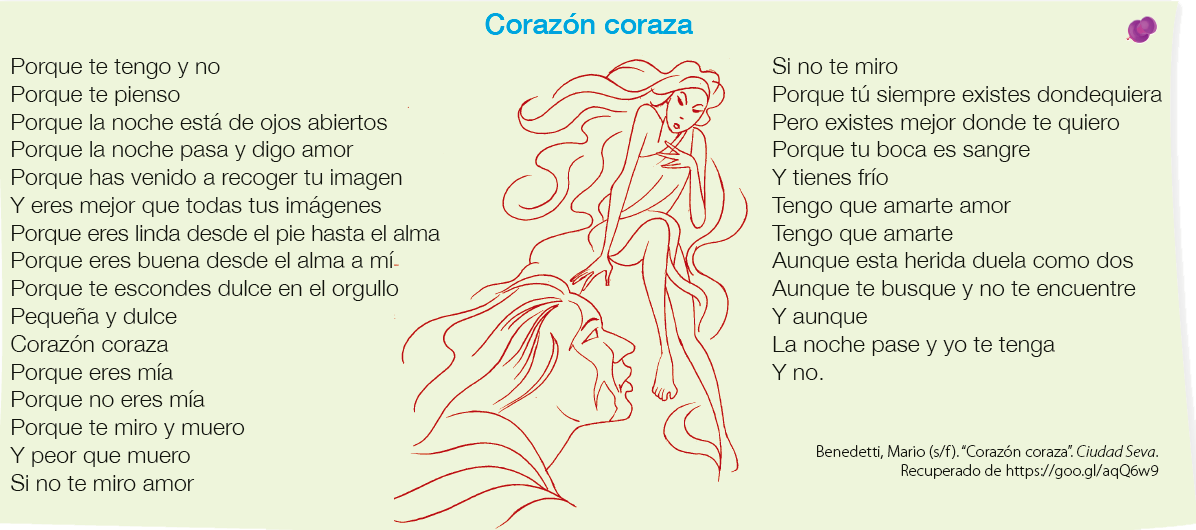 Corazón coraza
Porque te tengo y no
Porque te pienso
Porque la noche está de ojos abiertos
Porque la noche pasa y digo amor
Porque has venido a recoger tu imagen
Y eres mejor que todas tus imágenes
Porque eres linda desde el pie hasta el alma
Porque eres buena desde el alma a mí
Porque te escondes dulce en el orgullo
Pequeña y dulce
Corazón coraza
Porque eres mía
Porque no eres mía
Porque te miro y muero
Y peor que muero
Si no te miro amor
Si no te miro
Porque tú siempre existes dondequiera
Pero existes mejor donde te quiero
Porque tu boca es sangre
Y tienes frío
Tengo que amarte amor
Tengo que amarte
Aunque esta herida duela como dos
Aunque te busque y no te encuentre
Y aunque
La noche pase y yo te tenga
Y no.
Benedetti, Mario (s/f). “Corazón coraza”. Ciudad Seva.
Recuperado de https://goo.gl/aqQ6w9